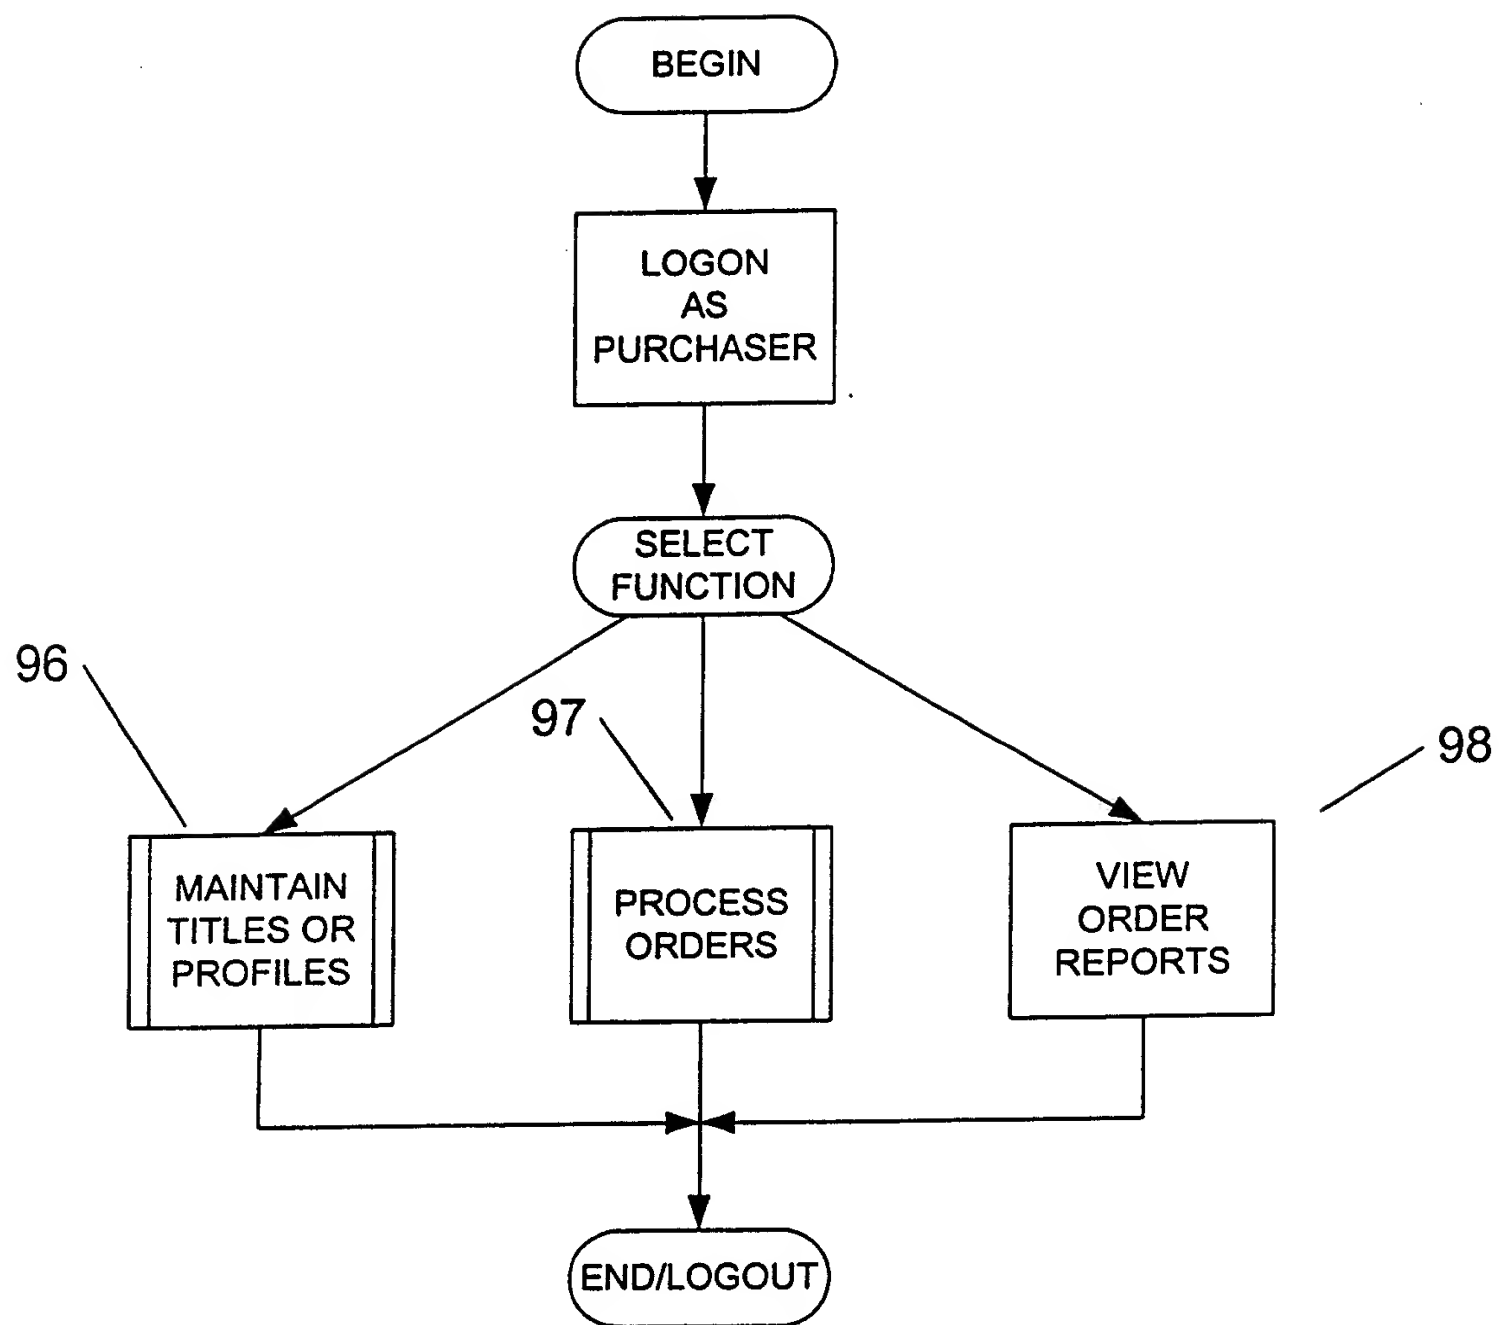 BEGIN
LOGON
AS
PURCHASER
SELECT
FUNCTION
96
97
98
MAINTAIN
TITLES OR
PROFILES
PROCESS
ORDERS
VIEW
ORDER
REPORTS
END/LOGOUT